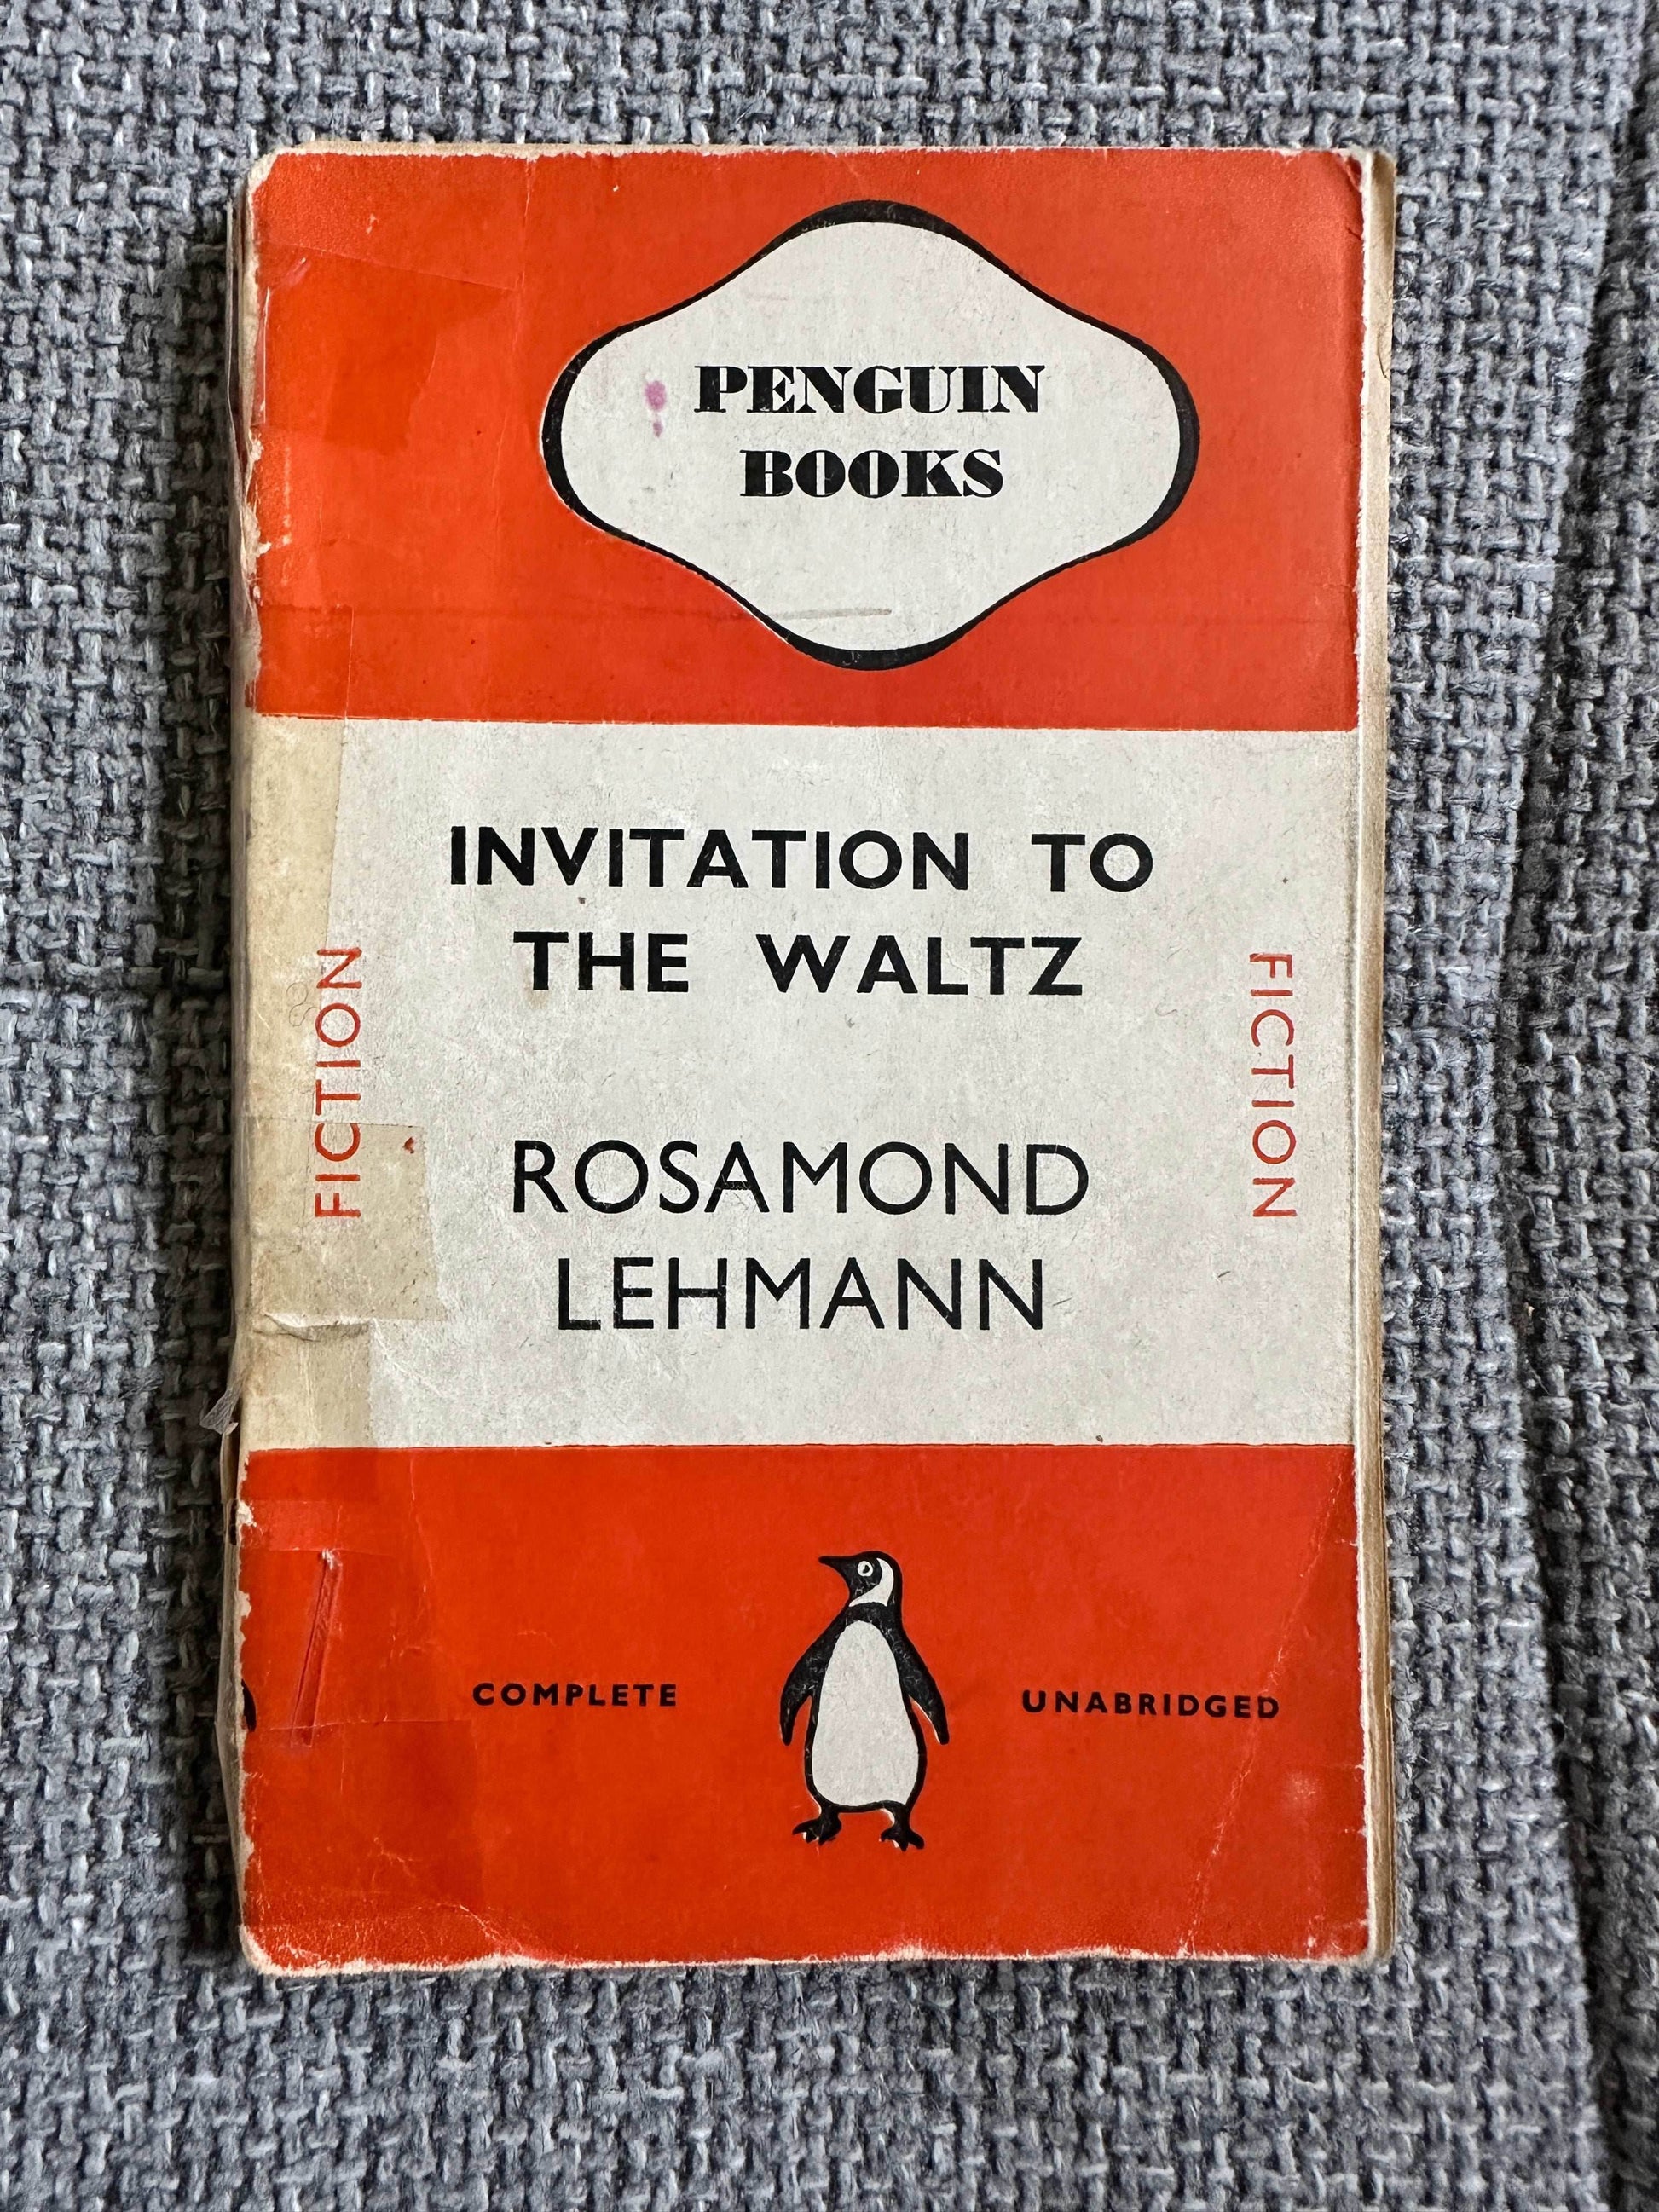 PENGUIN
BOOKS
INVITATION TO
THE WALTZ
FICTION
FICTION
ROSAMOND
LEHMANN
COMPLETE
UNABRIDGED